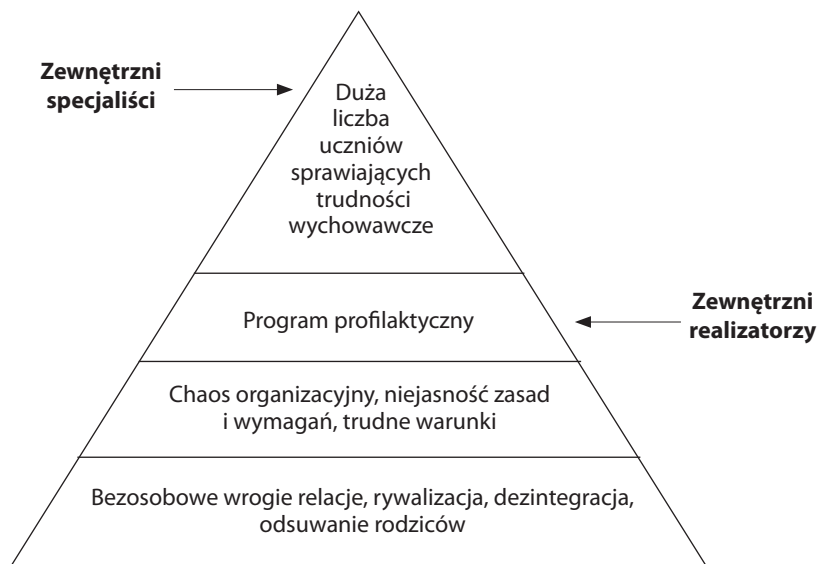 Zewnętrzni
specjaliści
Duża
liczba
uczniów
sprawiających
trudności
wychowawcze
Program profilaktyczny
Zewnętrzni
realizatorzy
Chaos organizacyjny, niejasność zasad
i wymagań, trudne warunki
Bezosobowe wrogie relacje, rywalizacja, dezintegracja,
odsuwanie rodziców